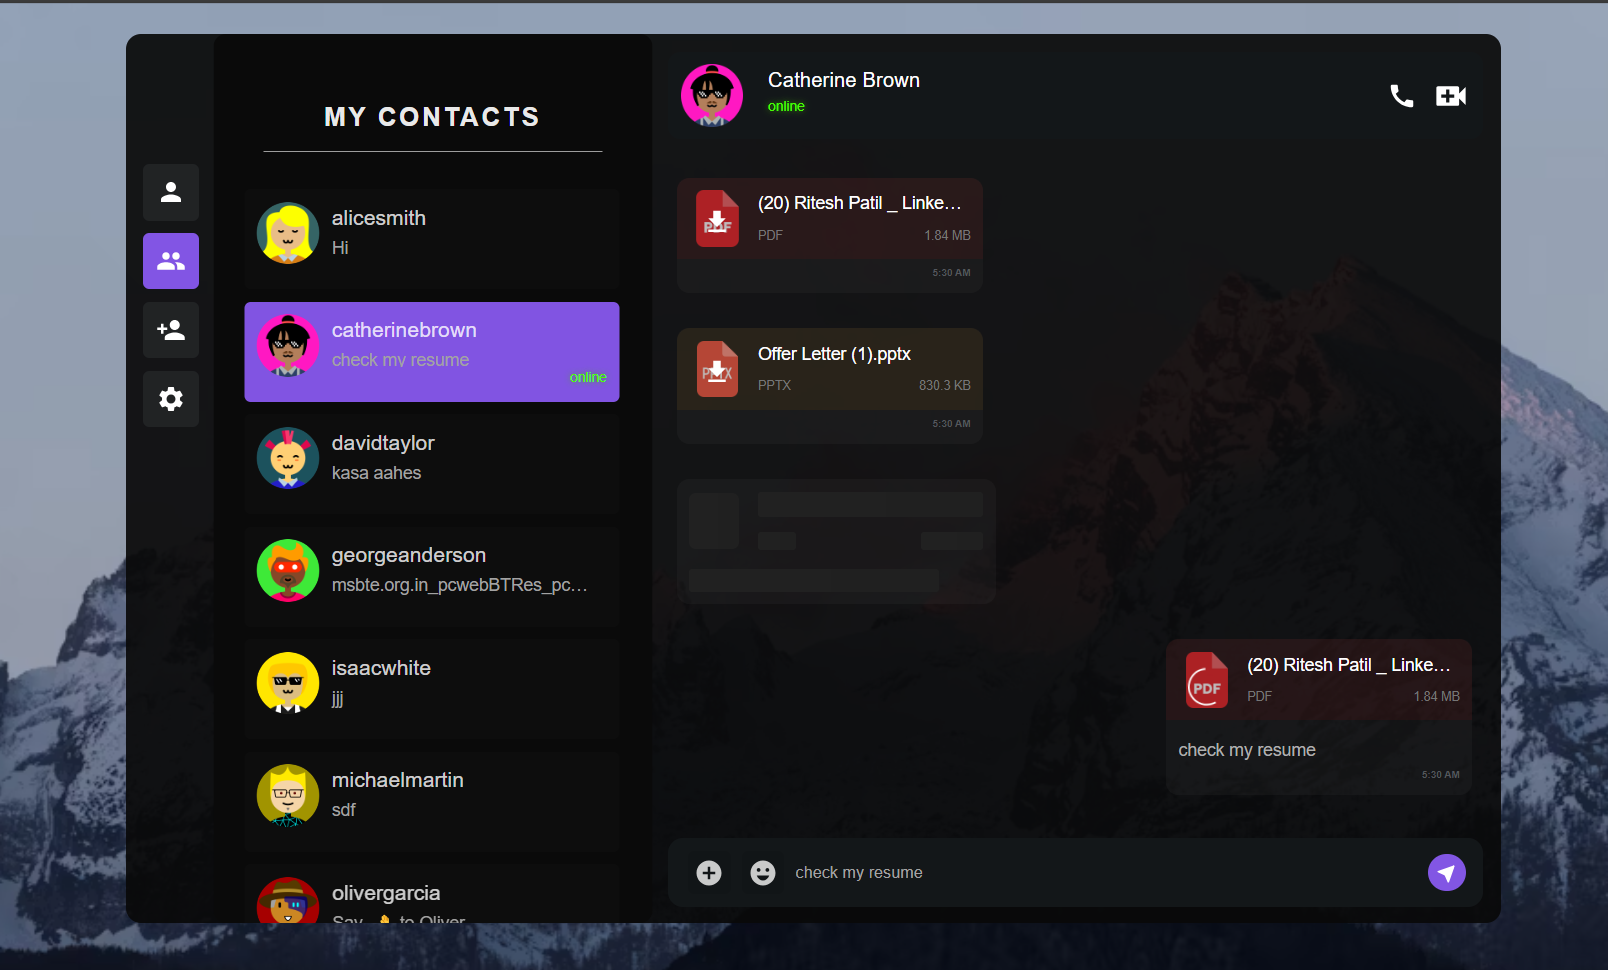 MY CONTACTS
alicesmith
Hi
catherinebrown
check my resume
online
davidtaylor
kasa aahes
georgeanderson
msbte.org.in_pcwebBTRes_pc...
isaacwhite
jjj
michaelmartin
sdf
olivergarcia
Say 👋 to Oliver
Catherine Brown
online
(20) Ritesh Patil _ Linke...
PDF
PDF 1.84 MB
5:30 AM
Offer Letter (1).pptx
PPTX
PPTX 830.3 KB
5:30 AM
(20) Ritesh Patil _ Linke...
PDF
PDF 1.84 MB
check my resume
5:30 AM
check my resume